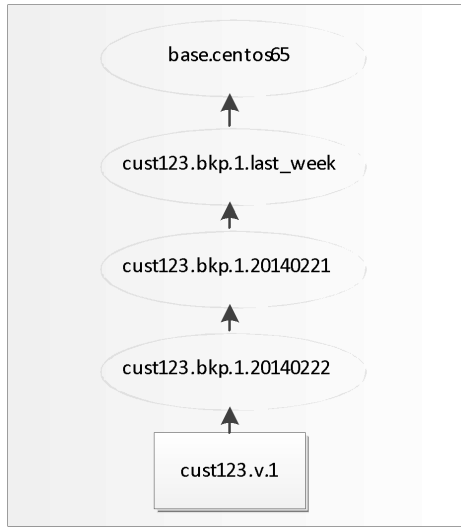 base.centos65
cust123.bkp.1.last_week
cust123.bkp.1.20140221
cust123.bkp.1.20140222
cust123.v.1